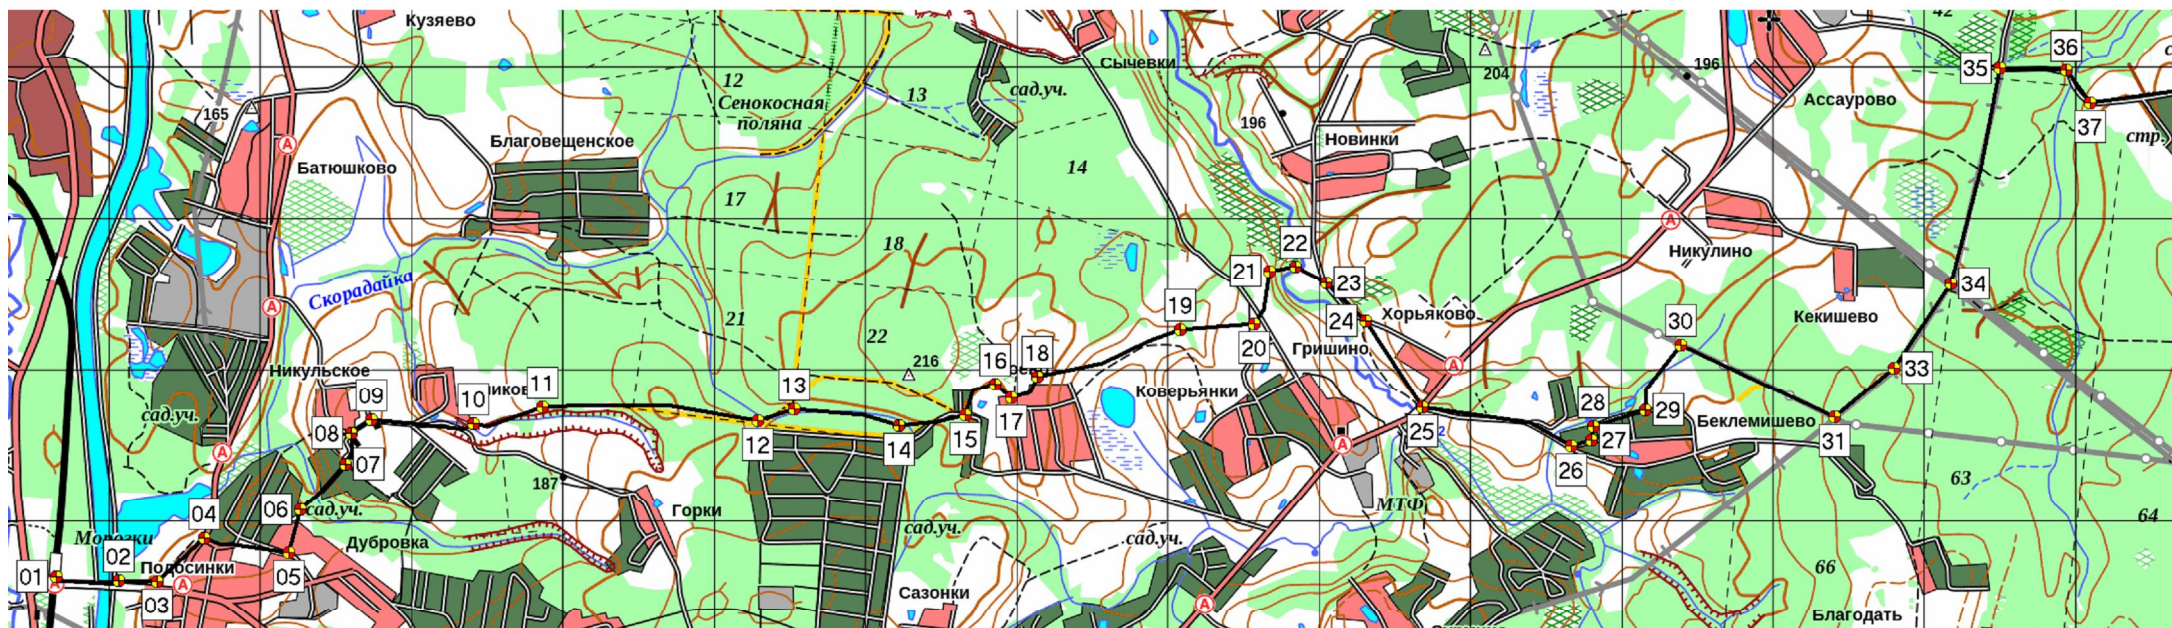 Кузяево
42
36
35
12
Сычевки
204
196
Сенокосная
поляна
13
сад.уч.
Ассаурово
165
А
196
37
Благовещенское
Новинки
стр.
Батюшково
14
17
А
18
22
Никулино
21
Скорадайка
23
34
А
19
24
Хорьяково
Кекишево
21
22
30
20
Гришино
216
16
18
А
33
Никульское
09
10
11
13
Коверьянки
28
29
сад.уч.
08
12
14
15
17
25
27
Беклемишево
31
А
07
26
А
187
63
04
06
сад.уч.
Горки
МТФ
64
Морозки
02
Дубровка
сад.уч.
сад.уч.
01
Подосинки
05
66
А
А
03
Сазонки
А
Благодать